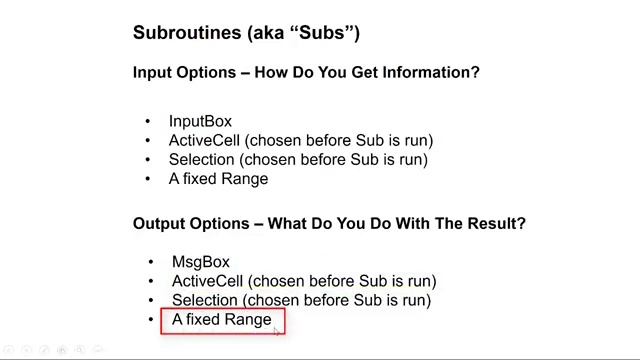 Subroutines (aka “Subs”)
Input Options – How Do You Get Information?
• InputBox
• ActiveCell (chosen before Sub is run)
• Selection (chosen before Sub is run)
• A fixed Range
Output Options – What Do You Do With The Result?
• MsgBox
• ActiveCell (chosen before Sub is run)
• Selection (chosen before Sub is run)
• A fixed Range